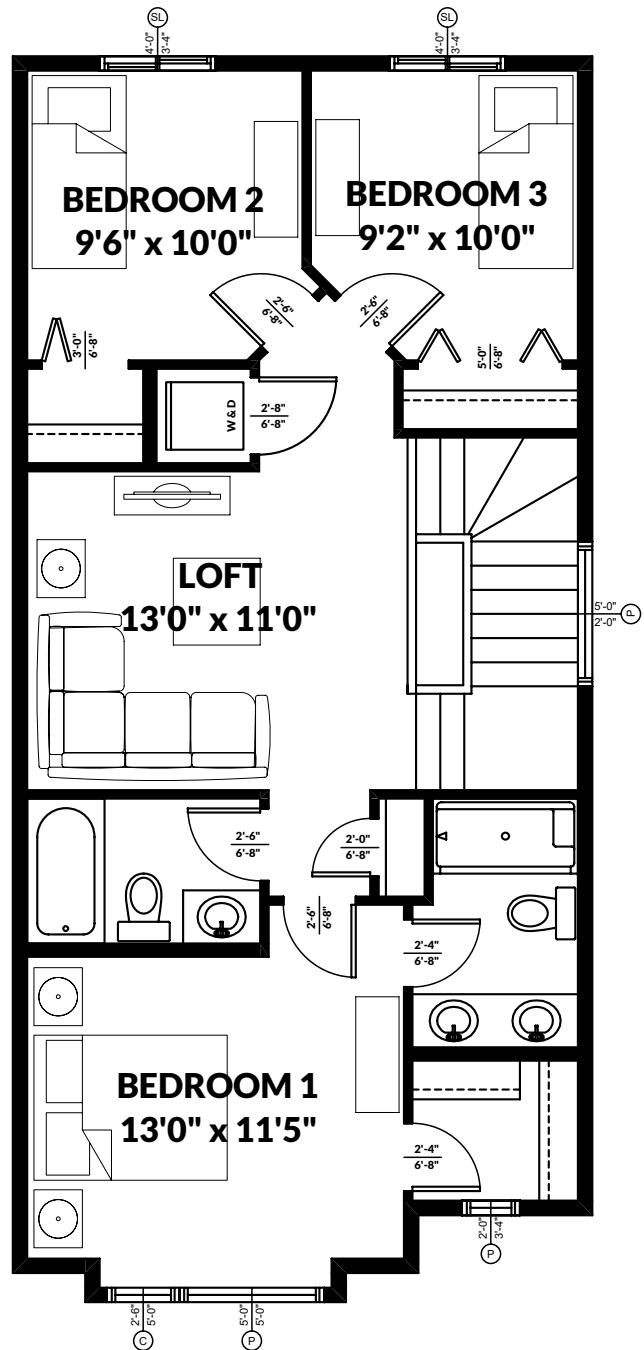 SL
4'-0"
3'-4"
SL
4'-0"
3'-4"
BEDROOM 2
9'6" x 10'0"
BEDROOM 3
9'2" x 10'0"
2'-6"
6'-8"
2'-6"
6'-8"
3'-0"
6'-8"
5'-0"
6'-8"
W & D
2'-8"
6'-8"
LOFT
13'0" x 11'0"
5'-0"
2'-0"
P
2'-6"
6'-8"
2'-0"
6'-8"
2'-6"
6'-8"
2'-4"
6'-8"
BEDROOM 1
13'0" x 11'5"
2'-4"
6'-8"
2'-0"
3'-4"
P
2'-6"
5'-0"
C
5'-0"
5'-0"
P